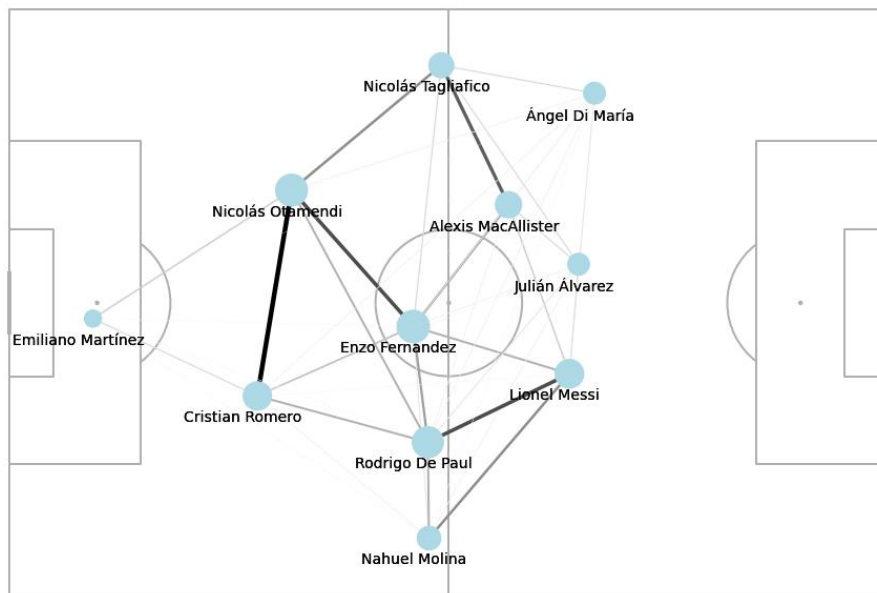 Nicolás Tagliafico
Ángel Di María
Nicolás Otamendi
Alexis MacAllister
Julián Álvarez
Emiliano Martínez
Enzo Fernandez
Lionel Messi
Cristian Romero
Rodrigo De Paul
Nahuel Molina